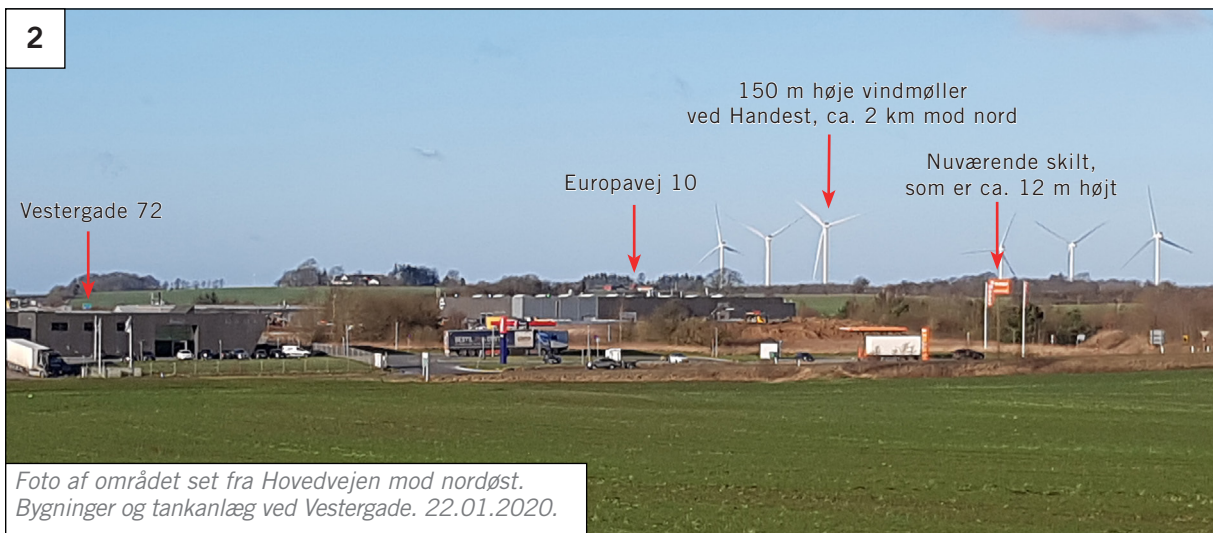 2
150 m høje vindmøller
ved Handest, ca. 2 km mod nord
Nuværende skilt,
som er ca. 12 m højt
Europavej 10
Vestergade 72
Foto af området set fra Hovedvejen mod nordøst.
Bygninger og tankanlæg ved Vestergade. 22.01.2020.